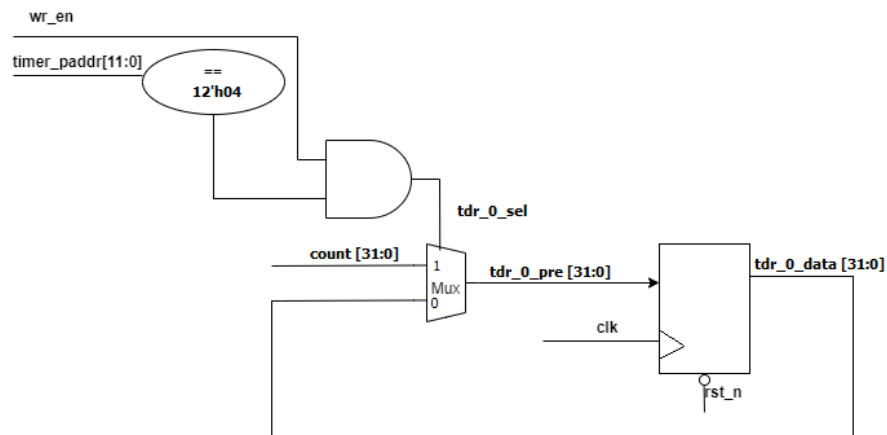 wr_en
timer_paddr[11:0]
==
12'h04
tdr_0_sel
count [31:0]
1
Mux
0
tdr_0_pre [31:0]
tdr_0_data [31:0]
clk
rst_n